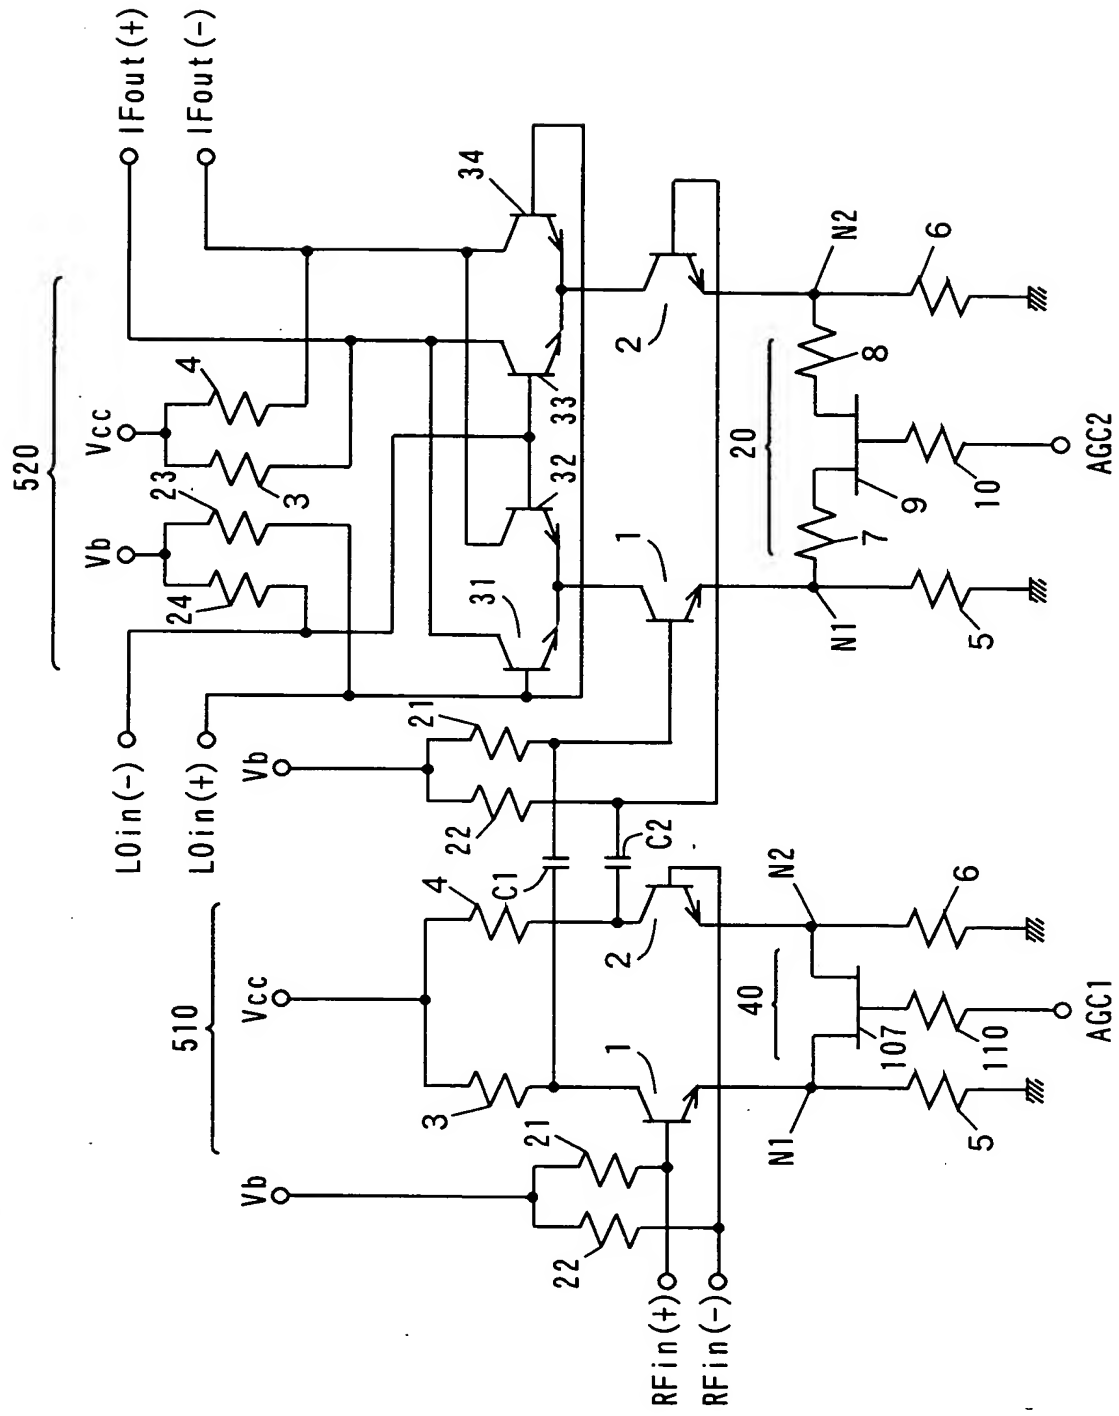 IFout(+)
IFout(-)
520
Vcc
Vb
4
3
23
24
LOin(-)
LOin(+)
34
33
32
31
2
1
N2
N1
6
8
20
9
7
10
5
AGC2
Vb
21
22
C1
C2
510
Vcc
Vb
4
3
2
1
21
22
RFin(+)
RFin(-)
N2
N1
40
107
110
6
5
AGC1